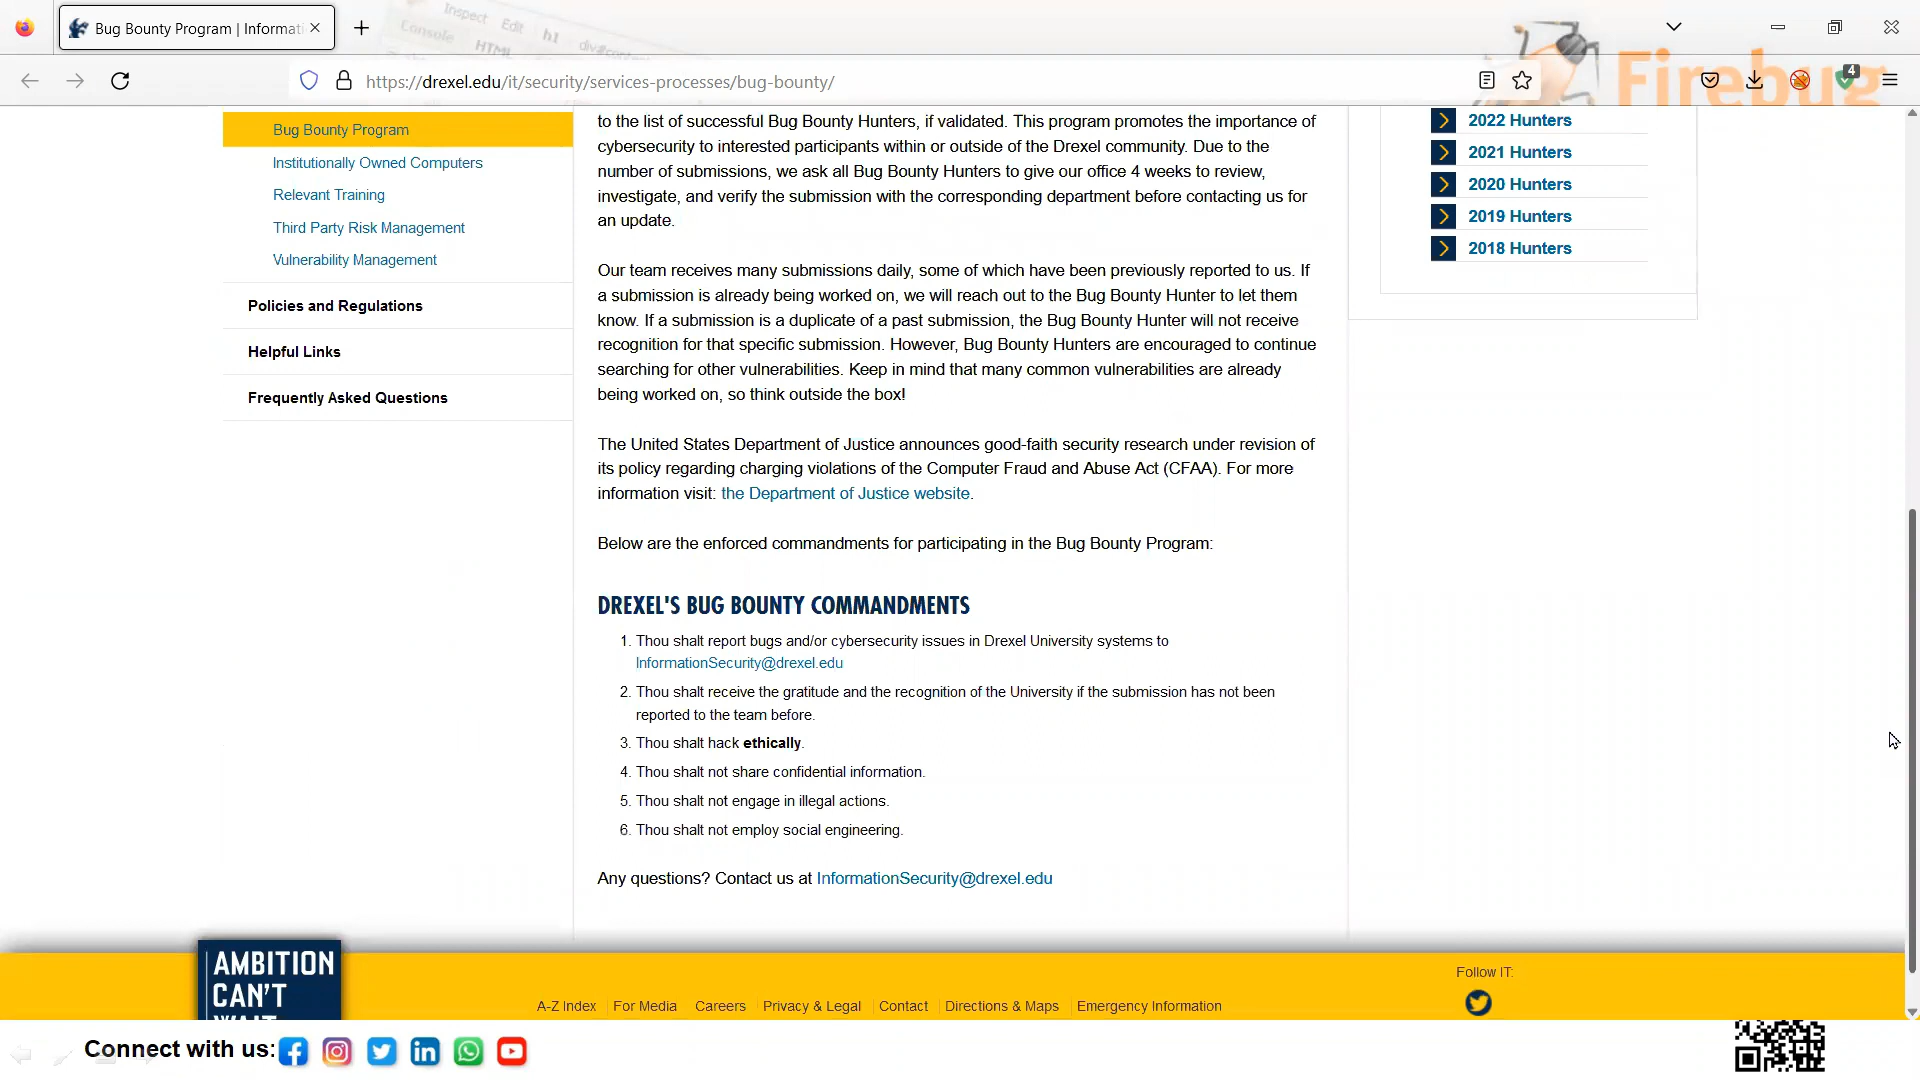 Inspect Edit h1
Console HTML
Bug Bounty Program | Informati
Firebug
https://drexel.edu/it/security/services-processes/bug-bounty/
4
Bug Bounty Program
Institutionally Owned Computers
Relevant Training
Third Party Risk Management
Vulnerability Management
Policies and Regulations
Helpful Links
Frequently Asked Questions
to the list of successful Bug Bounty Hunters, if validated. This program promotes the importance of
cybersecurity to interested participants within or outside of the Drexel community. Due to the
number of submissions, we ask all Bug Bounty Hunters to give our office 4 weeks to review,
investigate, and verify the submission with the corresponding department before contacting us for
an update.
Our team receives many submissions daily, some of which have been previously reported to us. If
a submission is already being worked on, we will reach out to the Bug Bounty Hunter to let them
know. If a submission is a duplicate of a past submission, the Bug Bounty Hunter will not receive
recognition for that specific submission. However, Bug Bounty Hunters are encouraged to continue
searching for other vulnerabilities. Keep in mind that many common vulnerabilities are already
being worked on, so think outside the box!
The United States Department of Justice announces good-faith security research under revision of
its policy regarding charging violations of the Computer Fraud and Abuse Act (CFAA). For more
information visit: the Department of Justice website.
Below are the enforced commandments for participating in the Bug Bounty Program:
DREXEL'S BUG BOUNTY COMMANDMENTS
1. Thou shalt report bugs and/or cybersecurity issues in Drexel University systems to
InformationSecurity@drexel.edu
2. Thou shalt receive the gratitude and the recognition of the University if the submission has not been
reported to the team before.
3. Thou shalt hack ethically.
4. Thou shalt not share confidential information.
5. Thou shalt not engage in illegal actions.
6. Thou shalt not employ social engineering.
Any questions? Contact us at InformationSecurity@drexel.edu
2022 Hunters
2021 Hunters
2020 Hunters
2019 Hunters
2018 Hunters
AMBITION
CAN'T
WAIT
A-Z Index For Media Careers Privacy & Legal Contact Directions & Maps Emergency Information
Follow IT:
Connect with us: